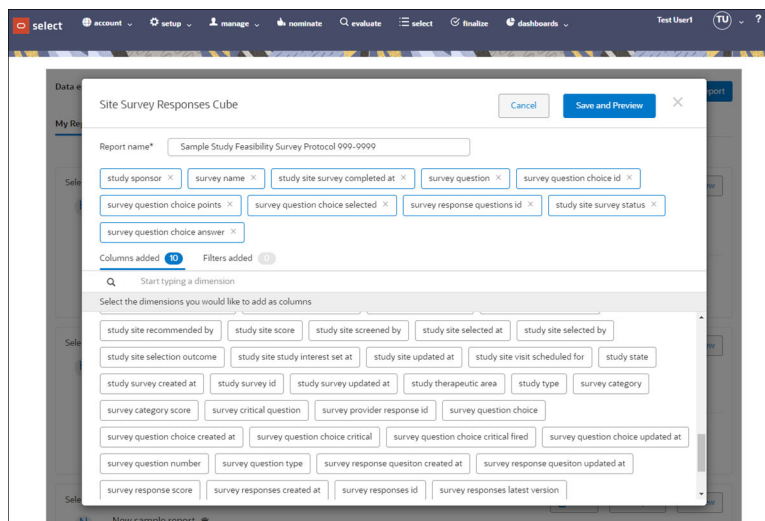 select account setup manage nominate evaluate select finalize dashboards Test User1 TU ?
Data e port
Site Survey Responses Cube Cancel Save and Preview
My Re
Report name* Sample Study Feasibility Survey Protocol 999-9999
study sponsor × survey name × study site survey completed at × survey question × survey question choice id ×
Sele
survey question choice points × survey question choice selected × survey response questions id × study site survey status ×
survey question choice answer ×
Columns added 10 Filters added 0
Start typing a dimension
Select the dimensions you would like to add as columns
study site recommended by study site score study site screened by study site selected at study site selected by
Sele
study site selection outcome study site study interest set at study site updated at study site visit scheduled for study state
study survey created at study survey id study survey updated at study therapeutic area study type survey category
survey category score survey critical question survey provider response id survey question choice
survey question choice created at survey question choice critical survey question choice critical fired survey question choice updated at
survey question number survey question type survey response quesiton created at survey response quesiton updated at
survey response score survey responses created at survey responses id survey responses latest version
Sele
New sample report